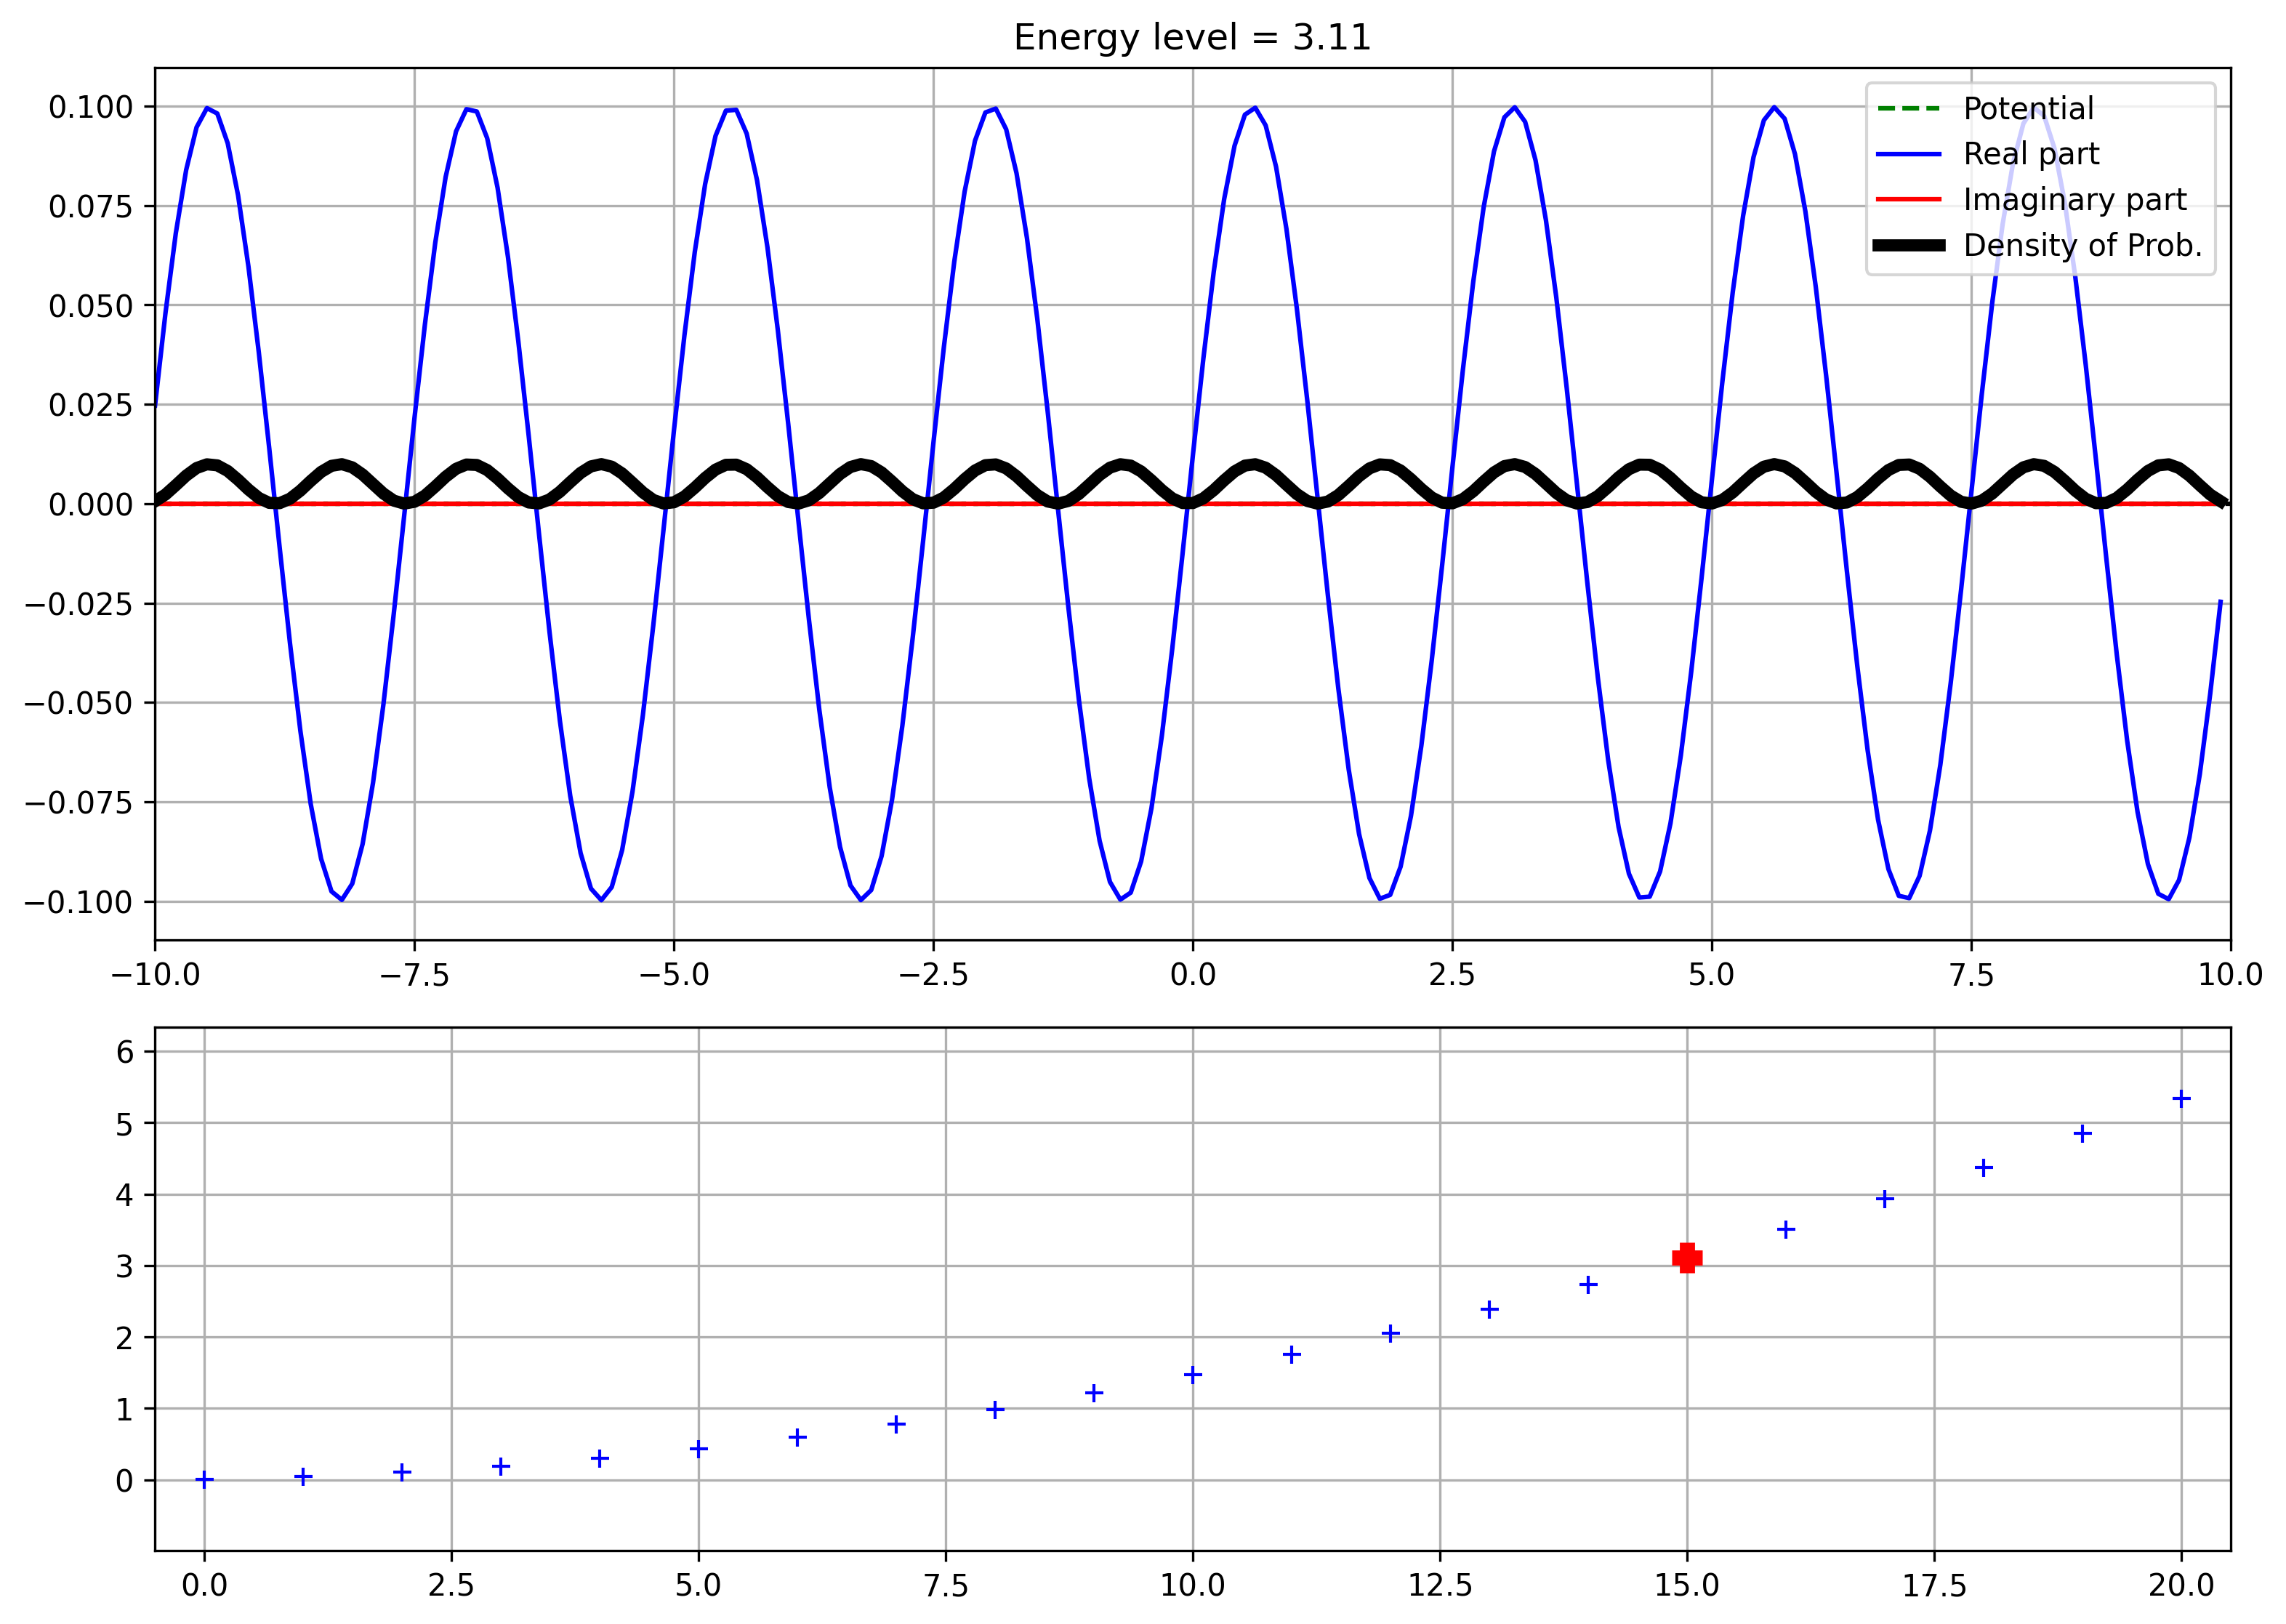 Energy level = 3.11
0.100
0.075
0.050
0.025
0.000
−0.025
−0.050
−0.075
−0.100
Potential
Real part
Imaginary part
Density of Prob.
−10.0 −7.5 −5.0 −2.5 0.0 2.5 5.0 7.5 10.0
6
5
4
3
2
1
0
0.0 2.5 5.0 7.5 10.0 12.5 15.0 17.5 20.0